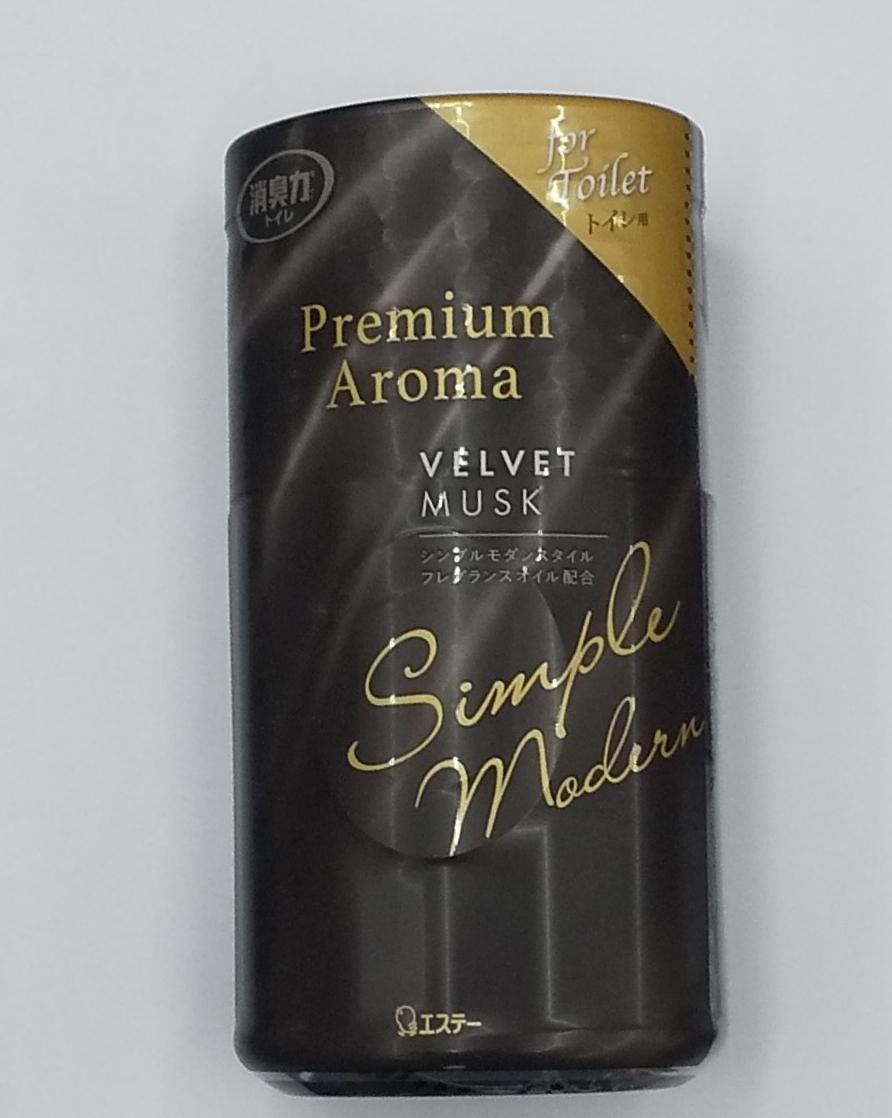 消臭力
トイレ
for
Toilet
トイレ用
Premium
Aroma
VELVET
MUSK
シンプルモダンスタイル
フレグランスオイル配合
Simple
Modern
エステー